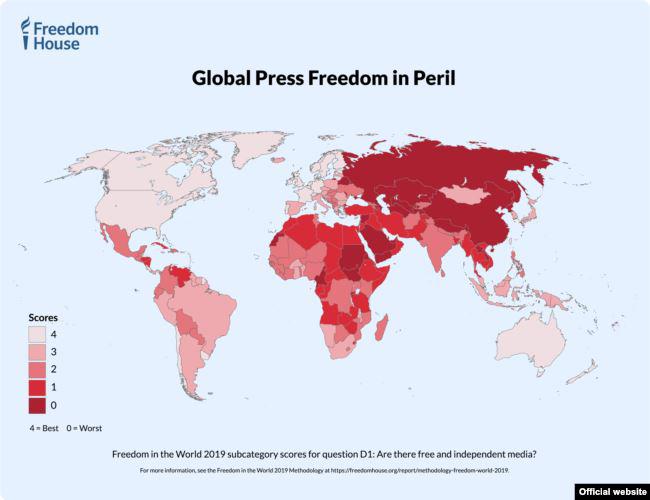 Freedom
House
Global Press Freedom in Peril
Scores
4
3
2
1
0
4 = Best 0 = Worst
Freedom in the World 2019 subcategory scores for question D1: Are there free and independent media?
For more information, see the Freedom in the World 2019 Methodology at https://freedomhouse.org/report/methodology-freedom-world-2019.
Official website